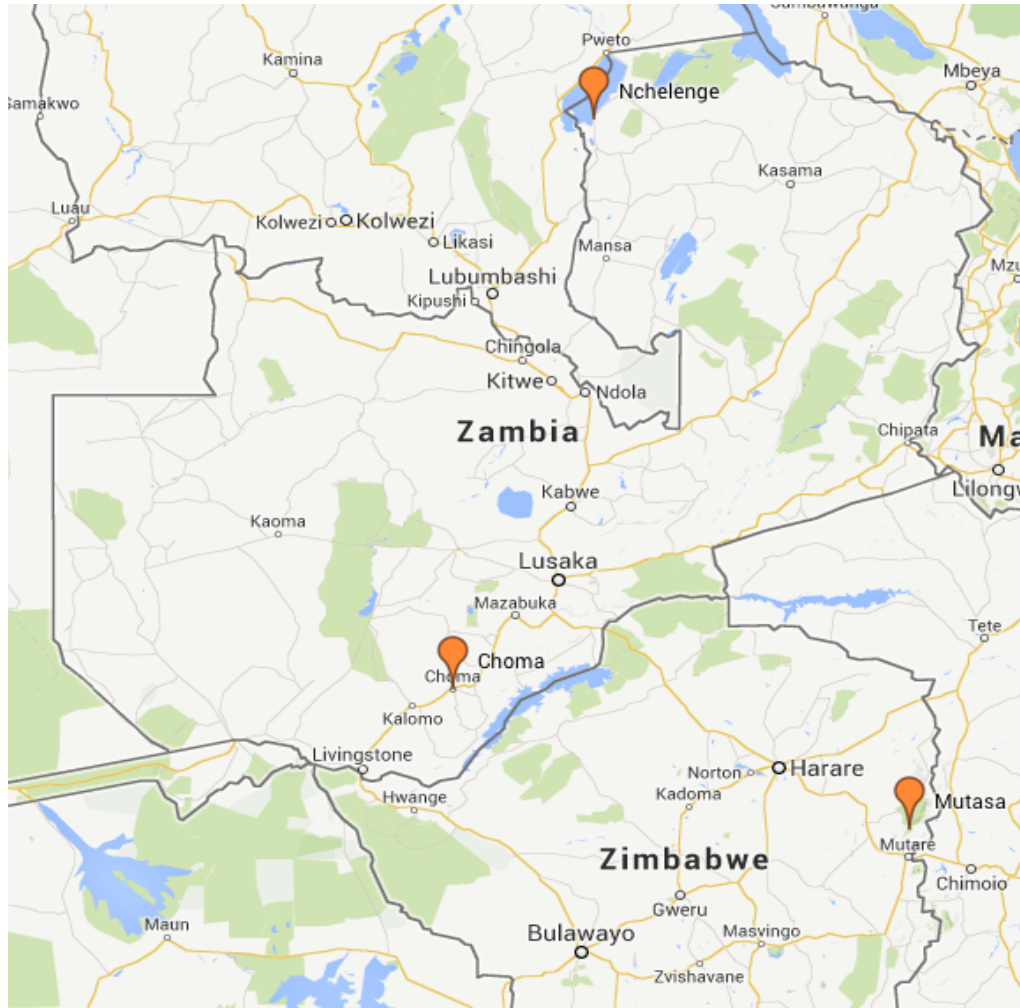 Pweto
Kamina
Mbeya
Nchelenge
Samakwo
Kasama
Luau
Kolwezi
Kolwezi
Likasi
Mansa
Mzu
Lubumbashi
Kipushi
Chingola
Kitwe
Ndola
Zambia
Chipata
Ma
Lilongw
Kabwe
Kaoma
Lusaka
Mazabuka
Tete
Choma
Choma
Kalomo
Livingstone
Norton
Harare
Hwange
Kadoma
Mutasa
Mutare
Zimbabwe
Chimoio
Gweru
Maun
Bulawayo
Masvingo
Zvishavane